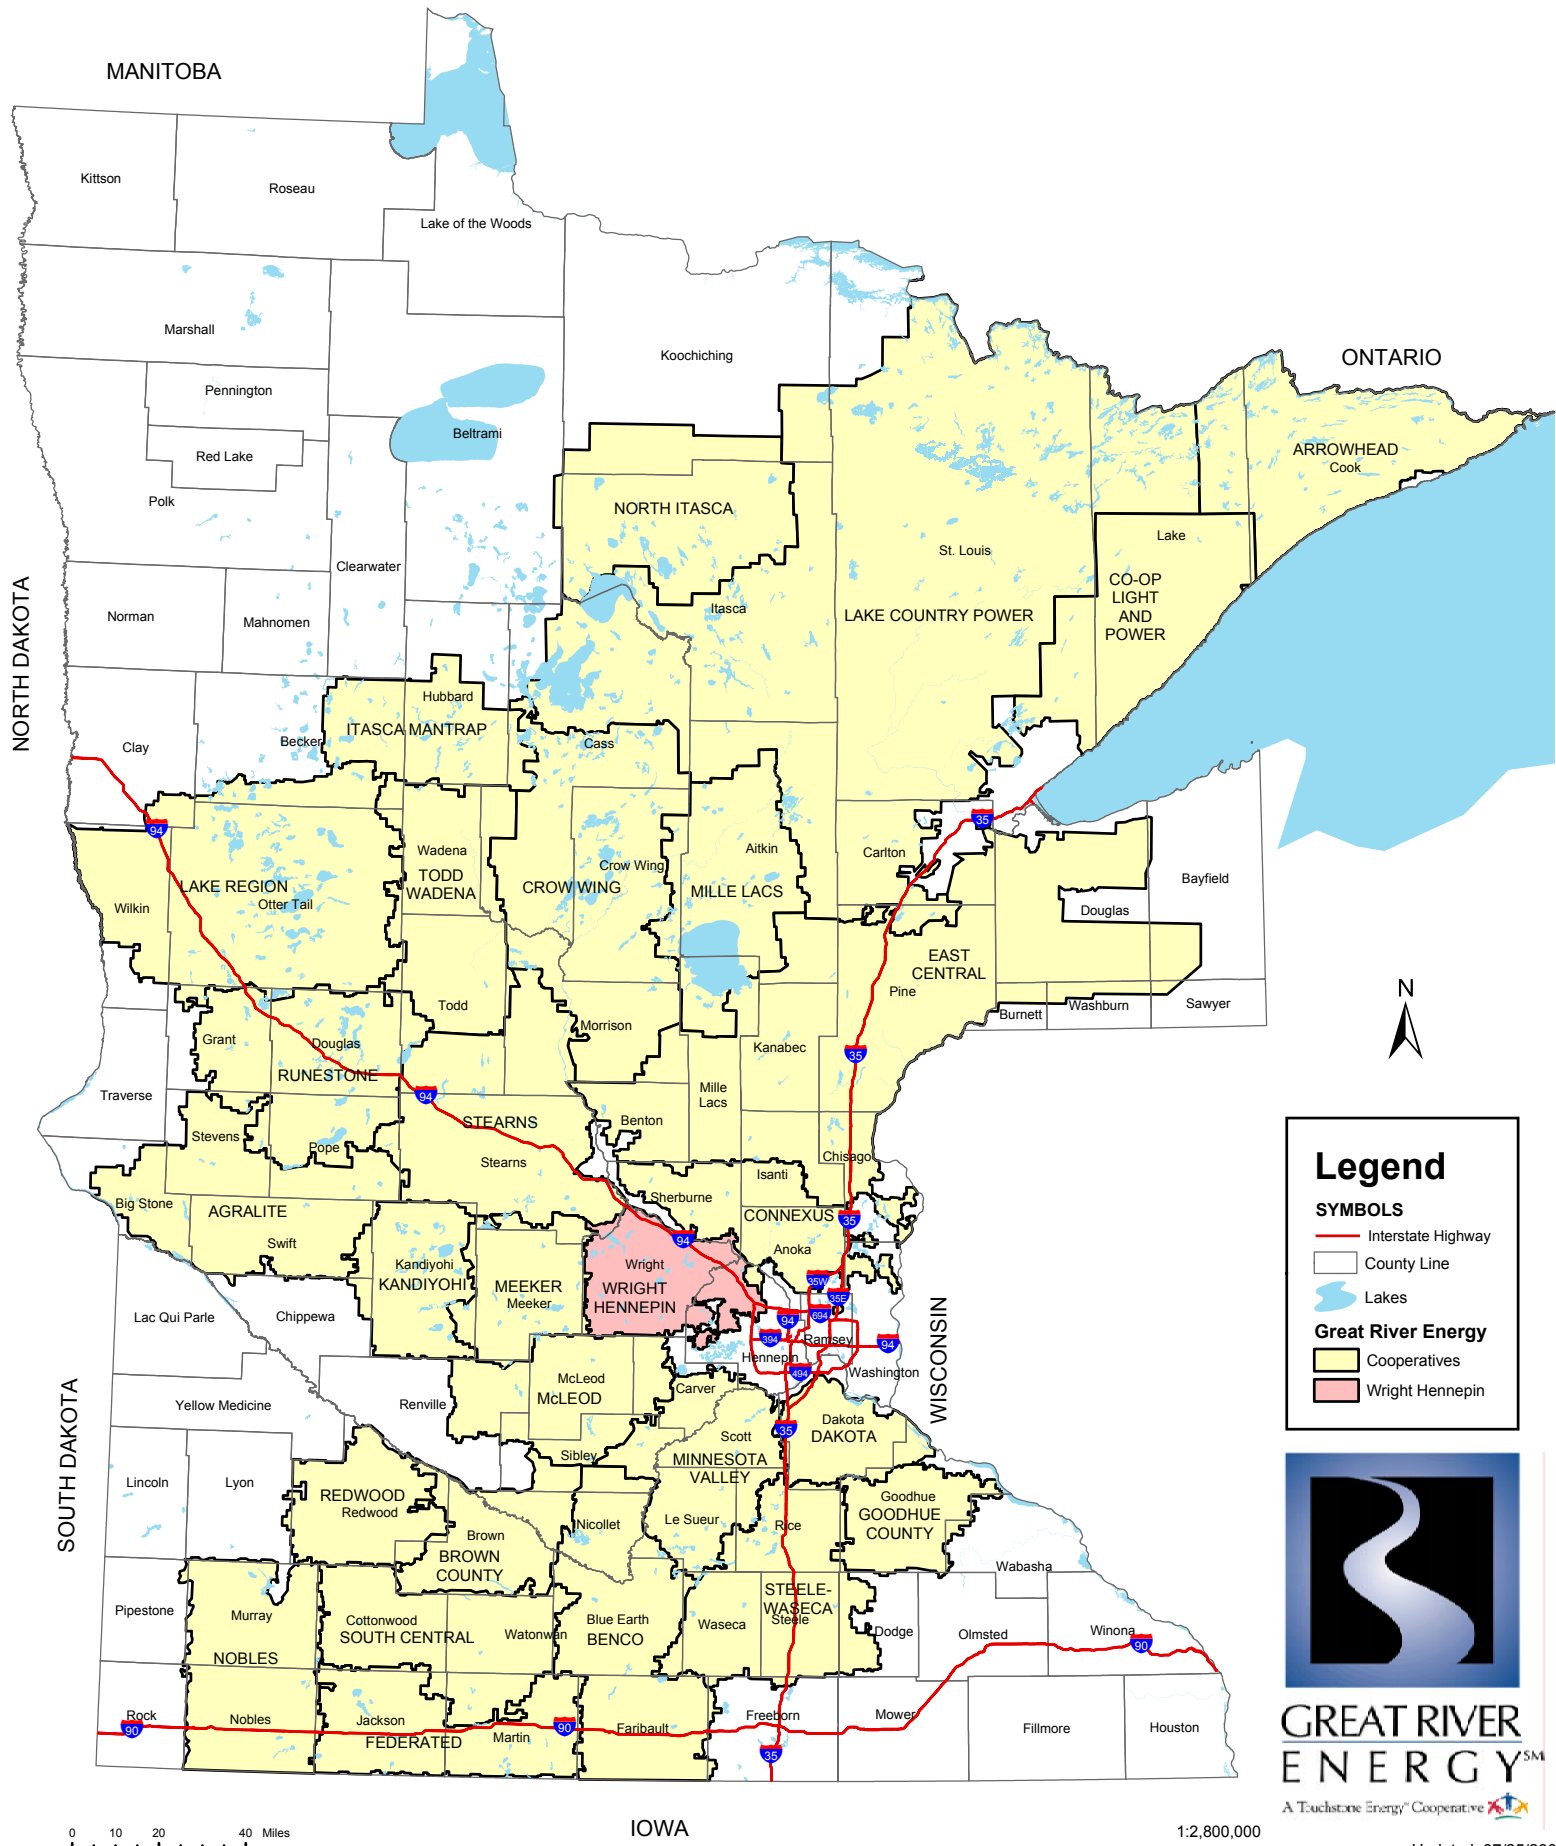 MANITOBA
Kittson
Roseau
Lake of the Woods
Marshall
Koochiching
ONTARIO
Pennington
Beltrami
Red Lake
ARROWHEAD
Cook
Polk
NORTH ITASCA
Lake
St. Louis
Clearwater
CO-OP
LIGHT
AND
POWER
Itasca
LAKE COUNTRY POWER
Norman
Mahnomen
NORTH DAKOTA
Hubbard
ITASCA MANTRAP
Becker
Cass
Clay
94
35
Wadena
TODD
WADENA
Crow Wing
CROW WING
Aitkin
MILLE LACS
Carlton
Bayfield
LAKE REGION
Otter Tail
Wilkin
Douglas
EAST
CENTRAL
Pine
N
Todd
Burnett
Washburn
Sawyer
Morrison
Grant
Douglas
Kanabec
35
RUNESTONE
Traverse
94
Mille
Lacs
STEARNS
Benton
Stevens
Pope
Stearns
Chisago
Isanti
Legend
SYMBOLS
Interstate Highway
County Line
Lakes
Great River Energy
Cooperatives
Wright Hennepin
Big Stone
AGRALITE
Sherburne
CONNEXUS
35
Swift
94
Anoka
Kandiyohi
KANDIYOHI
Wright
WRIGHT
HENNEPIN
MEEKER
Meeker
35W
35E
Lac Qui Parle
Chippewa
94
694
394
Ramsey
94
Hennepin
494
Washington
WISCONSIN
McLeod
McLEOD
Carver
Yellow Medicine
Renville
SOUTH DAKOTA
Dakota
DAKOTA
35
Scott
Sibley
MINNESOTA
VALLEY
Lincoln
Lyon
REDWOOD
Redwood
Goodhue
GOODHUE
COUNTY
Nicollet
Le Sueur
Rice
Brown
BROWN
COUNTY
Wabasha
STEELE-
WASECA
Steele
Pipestone
Murray
Cottonwood
SOUTH CENTRAL
Watonwan
Blue Earth
BENCO
Waseca
Dodge
Olmsted
Winona
90
NOBLES
Rock
90
Nobles
Jackson
FEDERATED
Martin
90
Faribault
Freeborn
35
Mower
Fillmore
Houston
GREAT RIVER
ENERGY SM
A Touchstone Energy Cooperative
IOWA
0 10 20 40 Miles
1:2,800,000